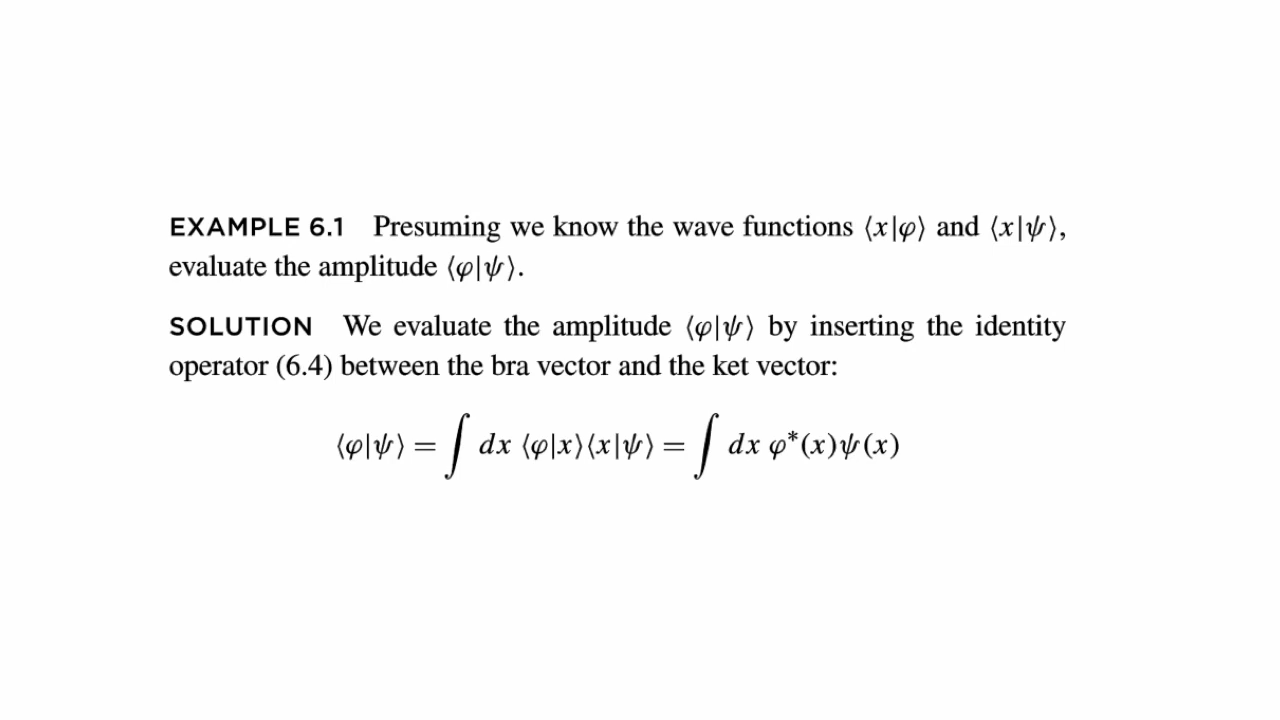 EXAMPLE 6.1 Presuming we know the wave functions ⟨x|φ⟩ and ⟨x|ψ⟩,
evaluate the amplitude ⟨φ|ψ⟩.
SOLUTION We evaluate the amplitude ⟨φ|ψ⟩ by inserting the identity
operator (6.4) between the bra vector and the ket vector:
⟨φ|ψ⟩ = ∫ dx ⟨φ|x⟩⟨x|ψ⟩ = ∫ dx φ*(x)ψ(x)